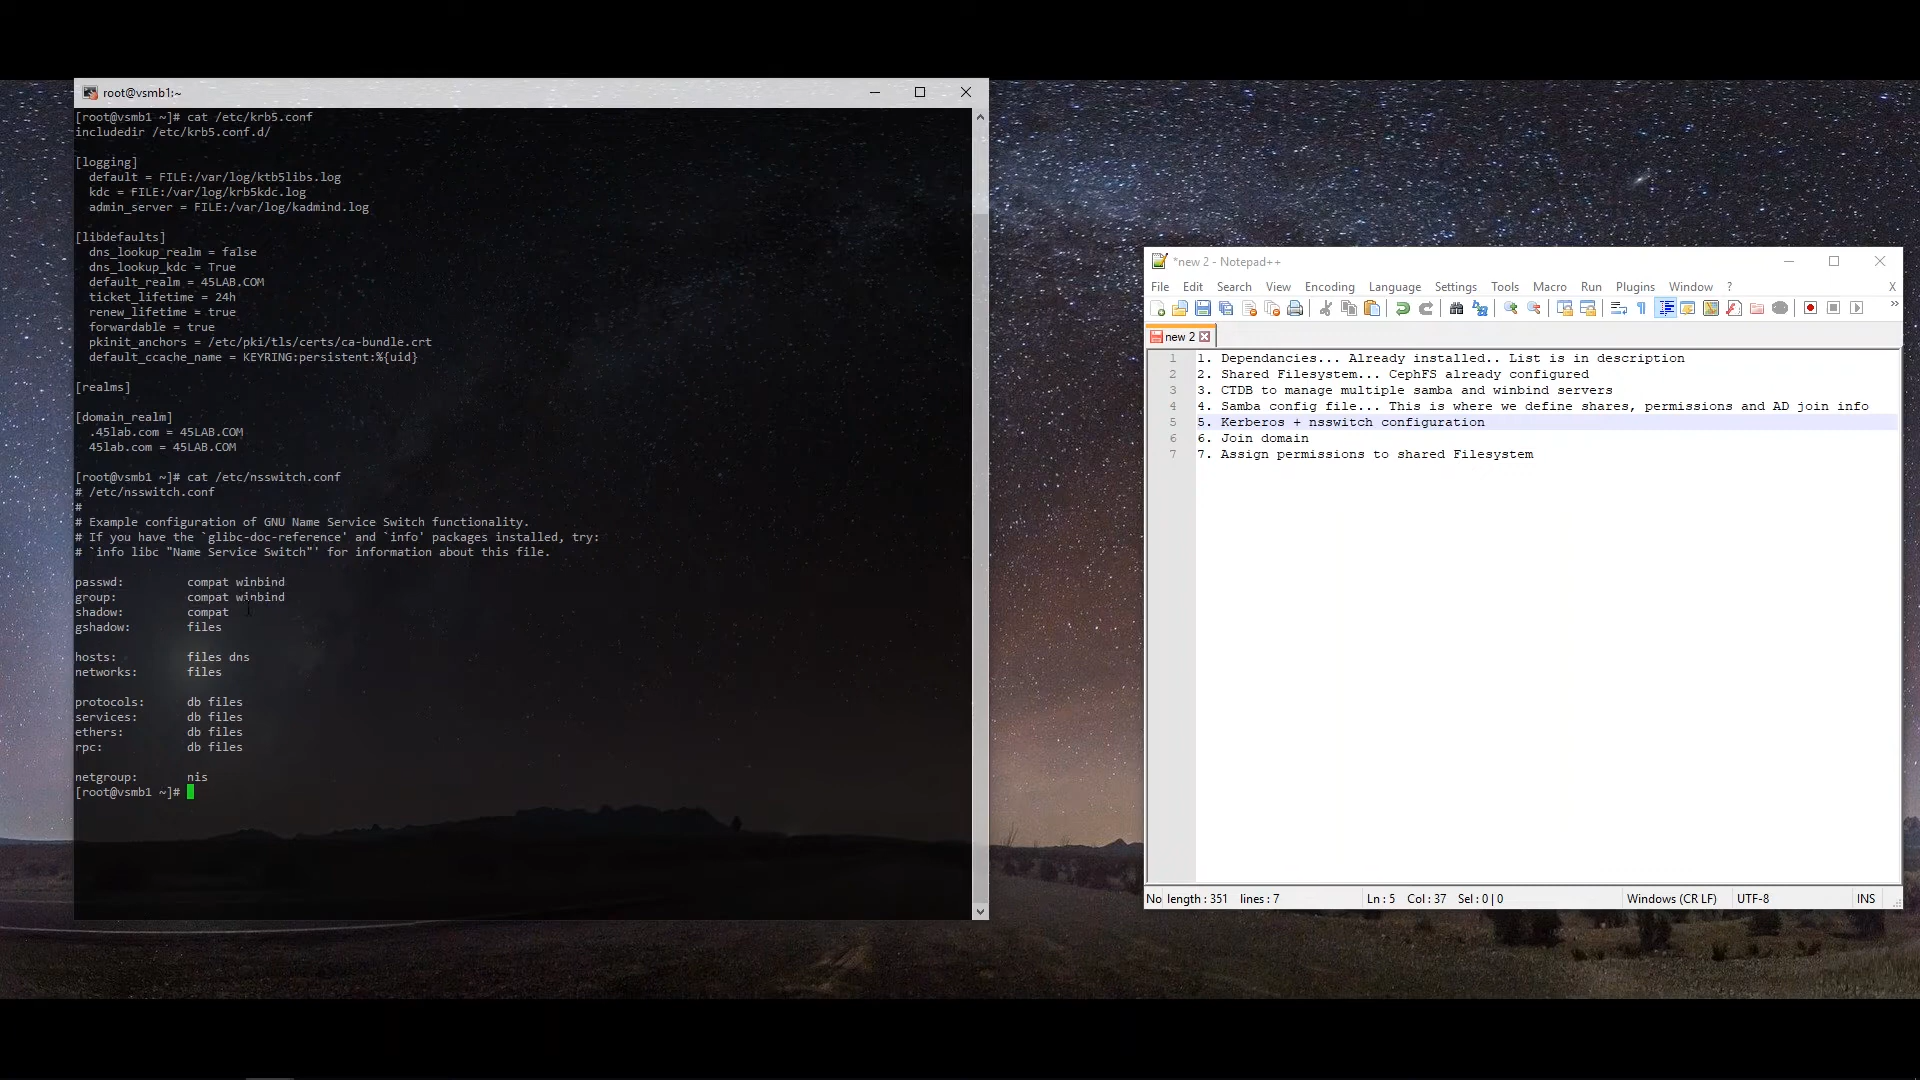 root@vsmb1:~
[root@vsmb1 ~]# cat /etc/krb5.conf
includedir /etc/krb5.conf.d/
[logging]
default = FILE:/var/log/ktb5libs.log
kdc = FILE:/var/log/krb5kdc.log
admin_server = FILE:/var/log/kadmind.log
[libdefaults]
dns_lookup_realm = false
dns_lookup_kdc = True
default_realm = 45LAB.COM
ticket_lifetime = 24h
renew_lifetime = true
forwardable = true
pkinit_anchors = /etc/pki/tls/certs/ca-bundle.crt
default_ccache_name = KEYRING:persistent:%{uid}
[realms]
[domain_realm]
.45lab.com = 45LAB.COM
45lab.com = 45LAB.COM
[root@vsmb1 ~]# cat /etc/nsswitch.conf
# /etc/nsswitch.conf
#
# Example configuration of GNU Name Service Switch functionality.
# If you have the `glibc-doc-reference' and `info' packages installed, try:
# `info libc "Name Service Switch"' for information about this file.
passwd: compat winbind
group: compat winbind
shadow: compat
gshadow: files
hosts: files dns
networks: files
protocols: db files
services: db files
ethers: db files
rpc: db files
netgroup: nis
[root@vsmb1 ~]#
*new 2 - Notepad++
File Edit Search View Encoding Language Settings Tools Macro Run Plugins Window ? X
new 2
1 1. Dependancies... Already installed.. List is in description
2 2. Shared Filesystem... CephFS already configured
3 3. CTDB to manage multiple samba and winbind servers
4 4. Samba config file... This is where we define shares, permissions and AD join info
5 5. Kerberos + nsswitch configuration
6 6. Join domain
7 7. Assign permissions to shared Filesystem
No length : 351 lines : 7 Ln : 5 Col : 37 Sel : 0 | 0 Windows (CR LF) UTF-8 INS